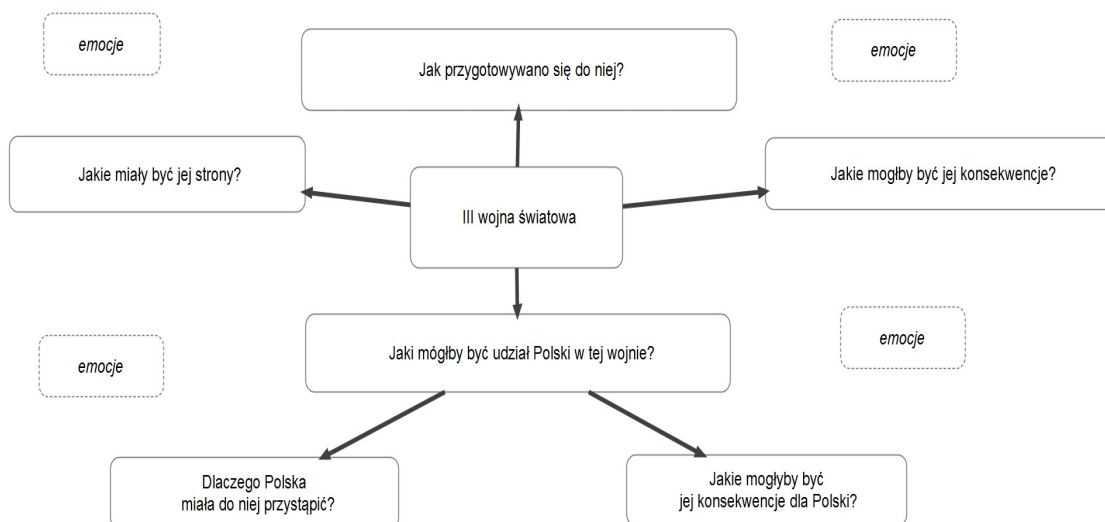 emocje
Jak przygotowywano się do niej?
emocje
Jakie miały być jej strony?
Jakie mogłby być jej konsekwencje?
III wojna światowa
emocje
Jaki mógłby być udział Polski w tej wojnie?
emocje
Dlaczego Polska
miała do niej przystąpić?
Jakie mogłyby być
jej konsekwencje dla Polski?